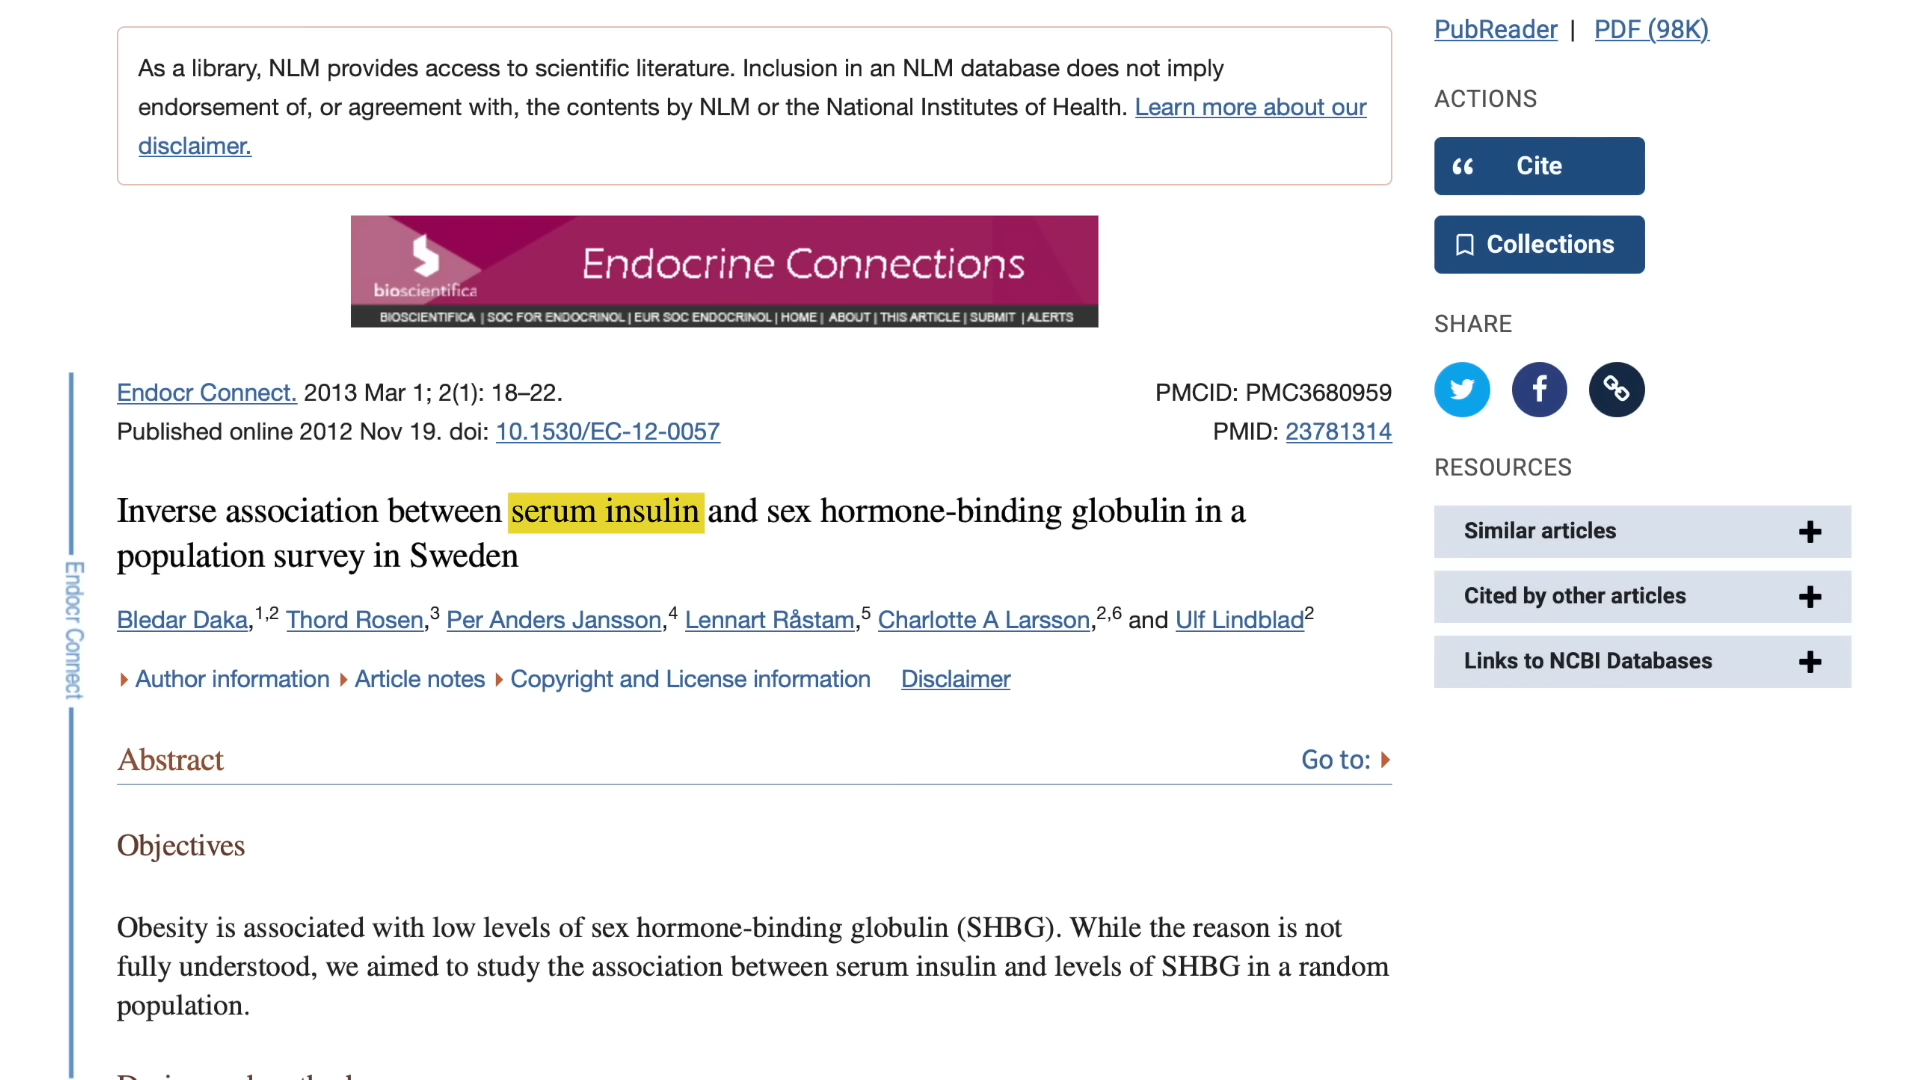 As a library, NLM provides access to scientific literature. Inclusion in an NLM database does not imply
endorsement of, or agreement with, the contents by NLM or the National Institutes of Health. Learn more about our
disclaimer.
bioscientifica
Endocrine Connections
BIOSCIENTIFICA | SOC FOR ENDOCRINOL | EUR SOC ENDOCRINOL | HOME | ABOUT | THIS ARTICLE | SUBMIT | ALERTS
Endocr Connect
Endocr Connect. 2013 Mar 1; 2(1): 18–22.
PMCID: PMC3680959
Published online 2012 Nov 19. doi: 10.1530/EC-12-0057
PMID: 23781314
Inverse association between serum insulin and sex hormone-binding globulin in a
population survey in Sweden
Bledar Daka,1,2 Thord Rosen,3 Per Anders Jansson,4 Lennart Råstam,5 Charlotte A Larsson,2,6 and Ulf Lindblad2
Author information Article notes Copyright and License information Disclaimer
Abstract
Go to:
Objectives
Obesity is associated with low levels of sex hormone-binding globulin (SHBG). While the reason is not
fully understood, we aimed to study the association between serum insulin and levels of SHBG in a random
population.
PubReader | PDF (98K)
ACTIONS
Cite
Collections
SHARE
RESOURCES
Similar articles
Cited by other articles
Links to NCBI Databases